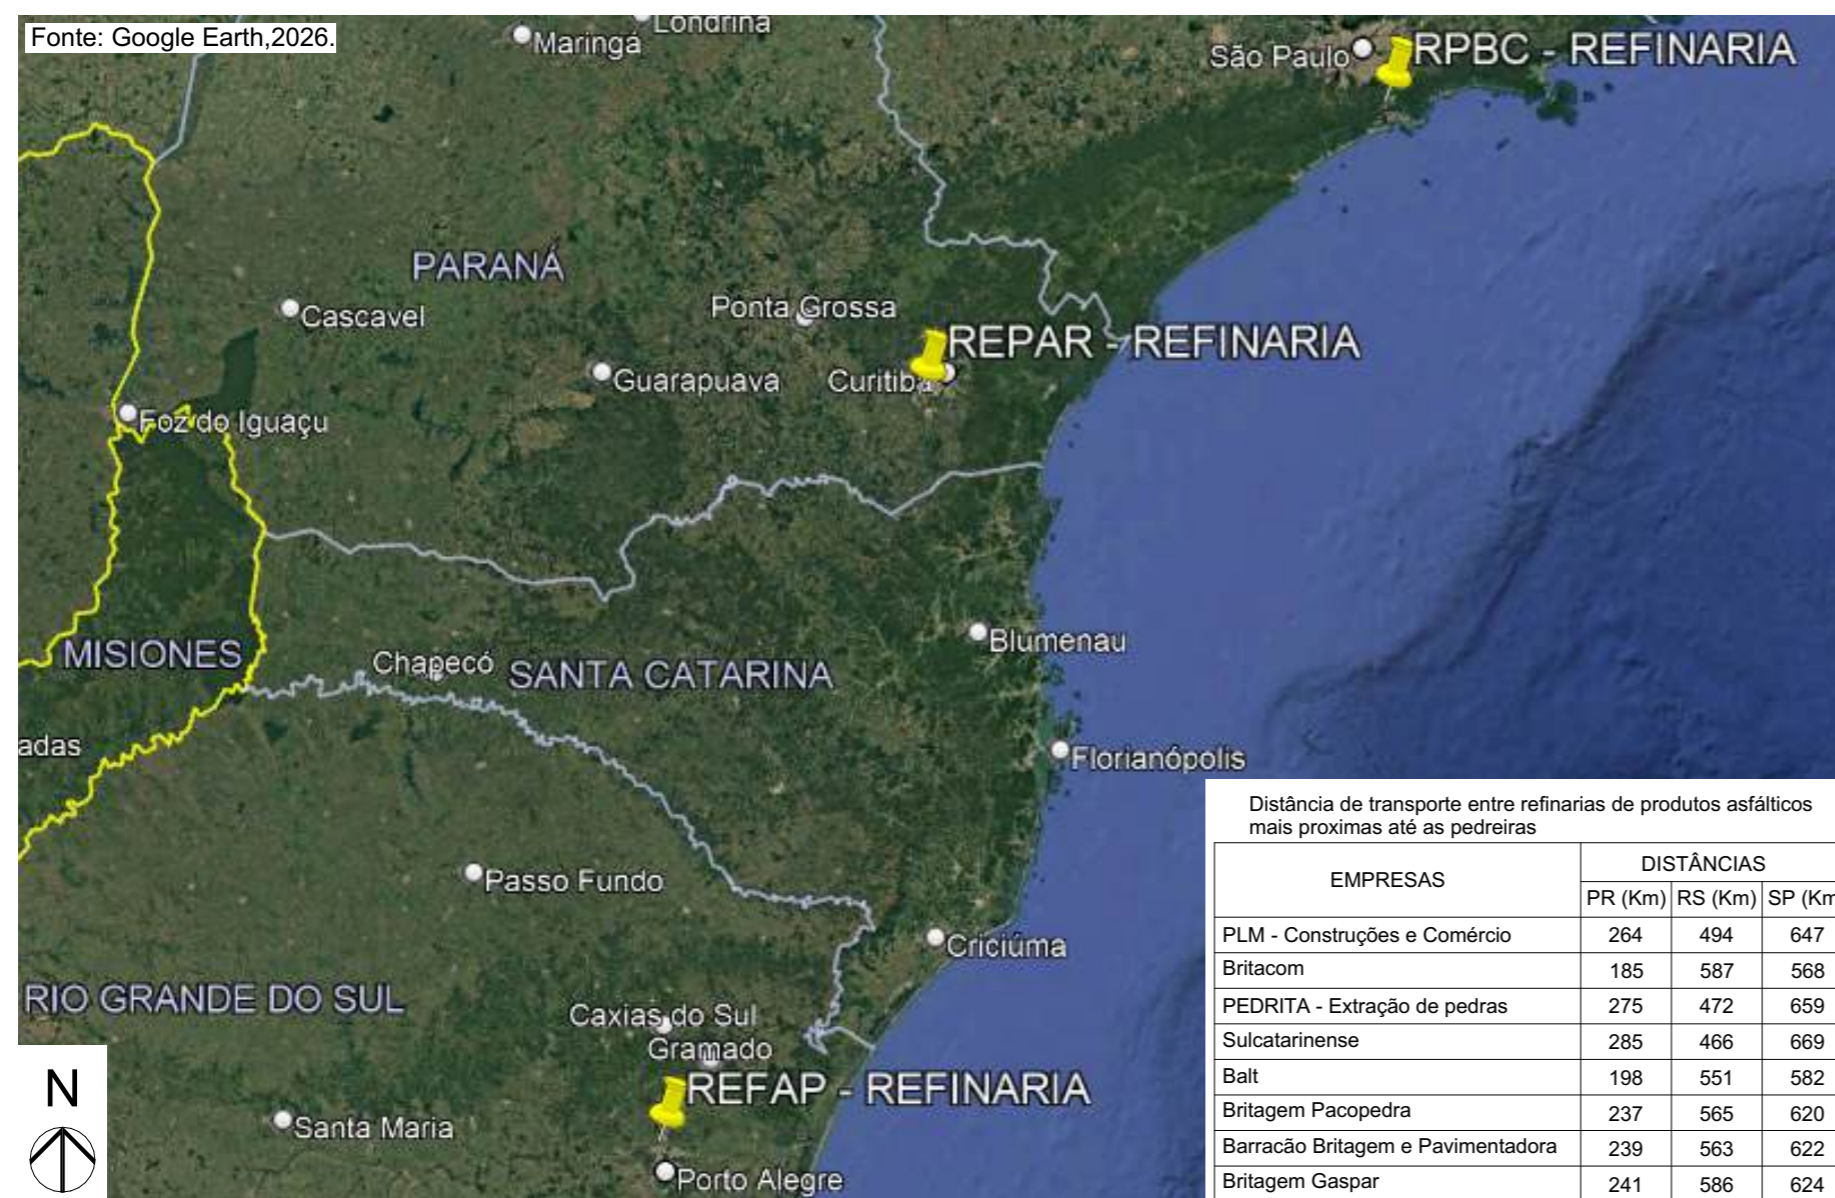 Fonte: Google Earth,2026.
Londrina
Maringá
São Paulo
RPBC - REFINARIA
PARANÁ
Cascavel
Ponta Grossa
REPAR - REFINARIA
Guarapuava
Curitiba
Foz do Iguaçu
Blumenau
MISIONES
Chapecó
SANTA CATARINA
adas
Florianópolis
Passo Fundo
Criciúma
RIO GRANDE DO SUL
Caxias do Sul
Gramado
REFAP - REFINARIA
N
Santa Maria
Porto Alegre
Distância de transporte entre refinarias de produtos asfálticos
mais proximas até as pedreiras
EMPRESAS DISTÂNCIAS
PR (Km) RS (Km) SP (Km
PLM - Construções e Comércio 264 494 647
Britacom 185 587 568
PEDRITA - Extração de pedras 275 472 659
Sulcatarinense 285 466 669
Balt 198 551 582
Britagem Pacopedra 237 565 620
Barracão Britagem e Pavimentadora 239 563 622
Britagem Gaspar 241 586 624